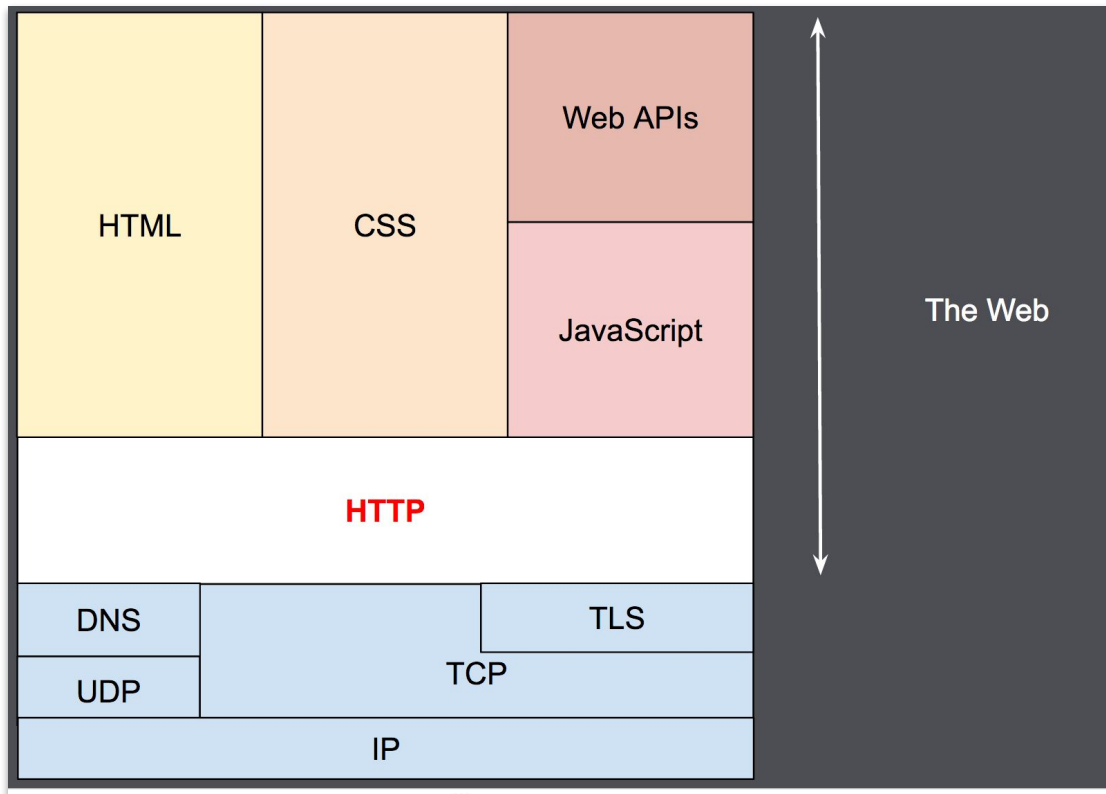 Web APIs
HTML
CSS
The Web
JavaScript
HTTP
DNS
TLS
TCP
UDP
IP